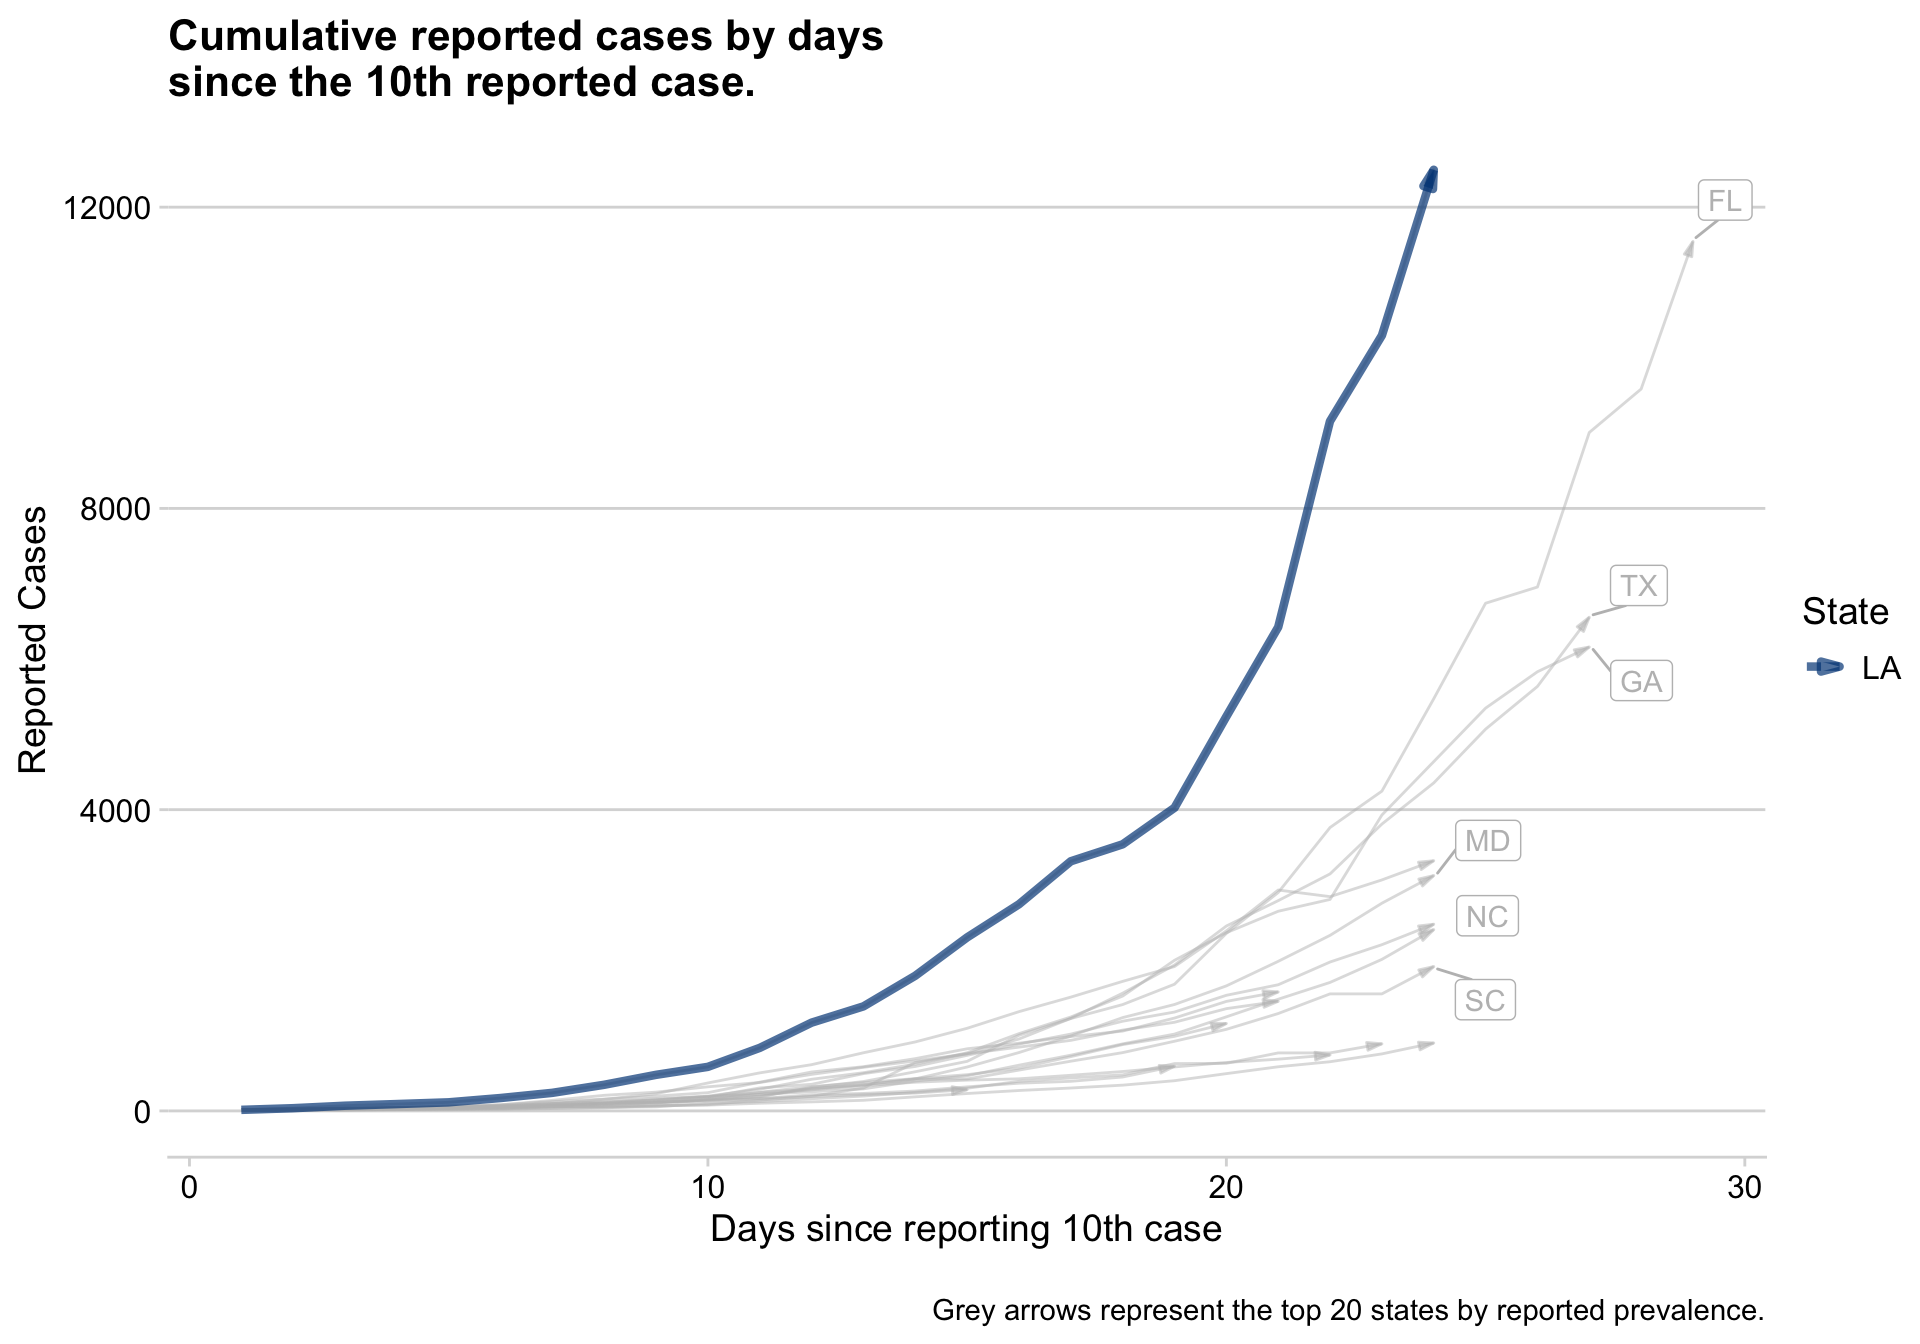 Cumulative reported cases by days
since the 10th reported case.
12000
8000
4000
0
Reported Cases
FL
TX
GA
MD
NC
SC
State
LA
0 10 20 30
Days since reporting 10th case
Grey arrows represent the top 20 states by reported prevalence.